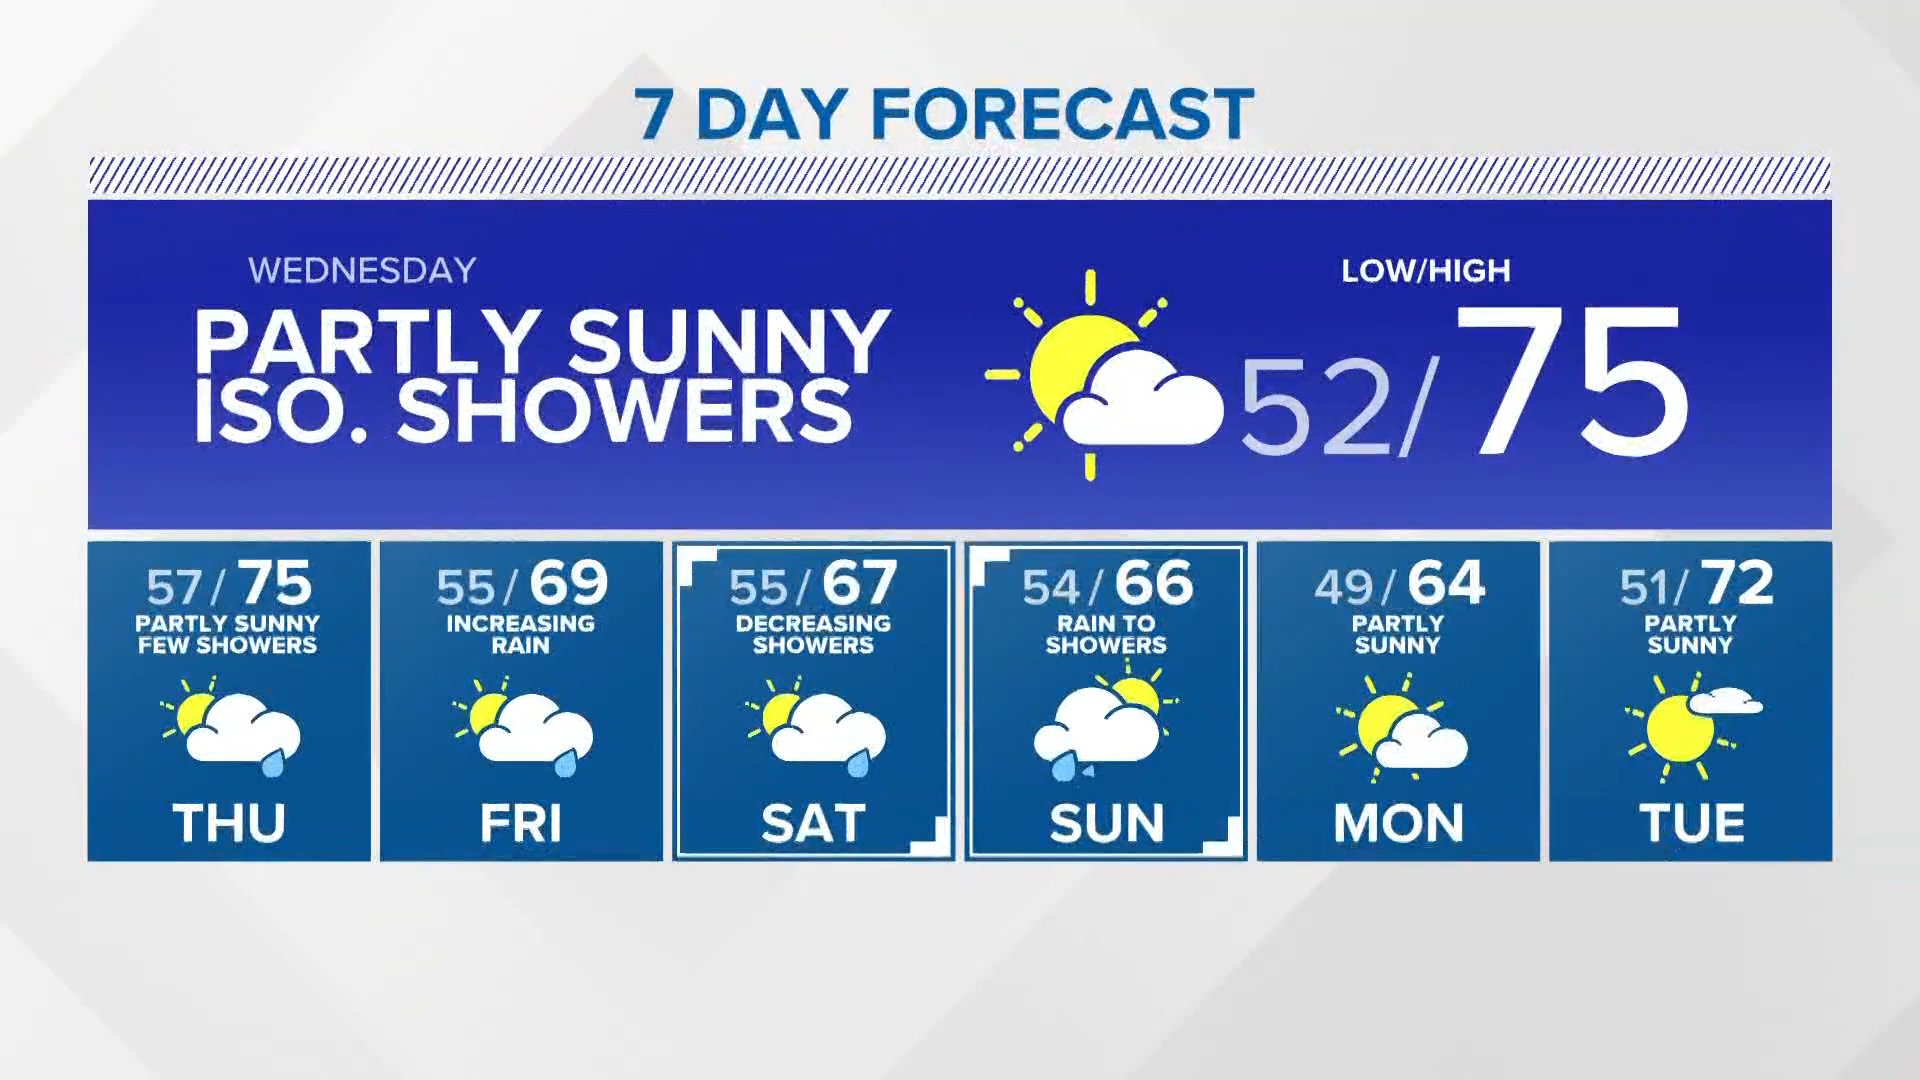 7 DAY FORECAST
WEDNESDAY
PARTLY SUNNY
ISO. SHOWERS
LOW/HIGH
52/75
57/75
PARTLY SUNNY
FEW SHOWERS
THU
55/69
INCREASING
RAIN
FRI
55/67
DECREASING
SHOWERS
SAT
54/66
RAIN TO
SHOWERS
SUN
49/64
PARTLY
SUNNY
MON
51/72
PARTLY
SUNNY
TUE